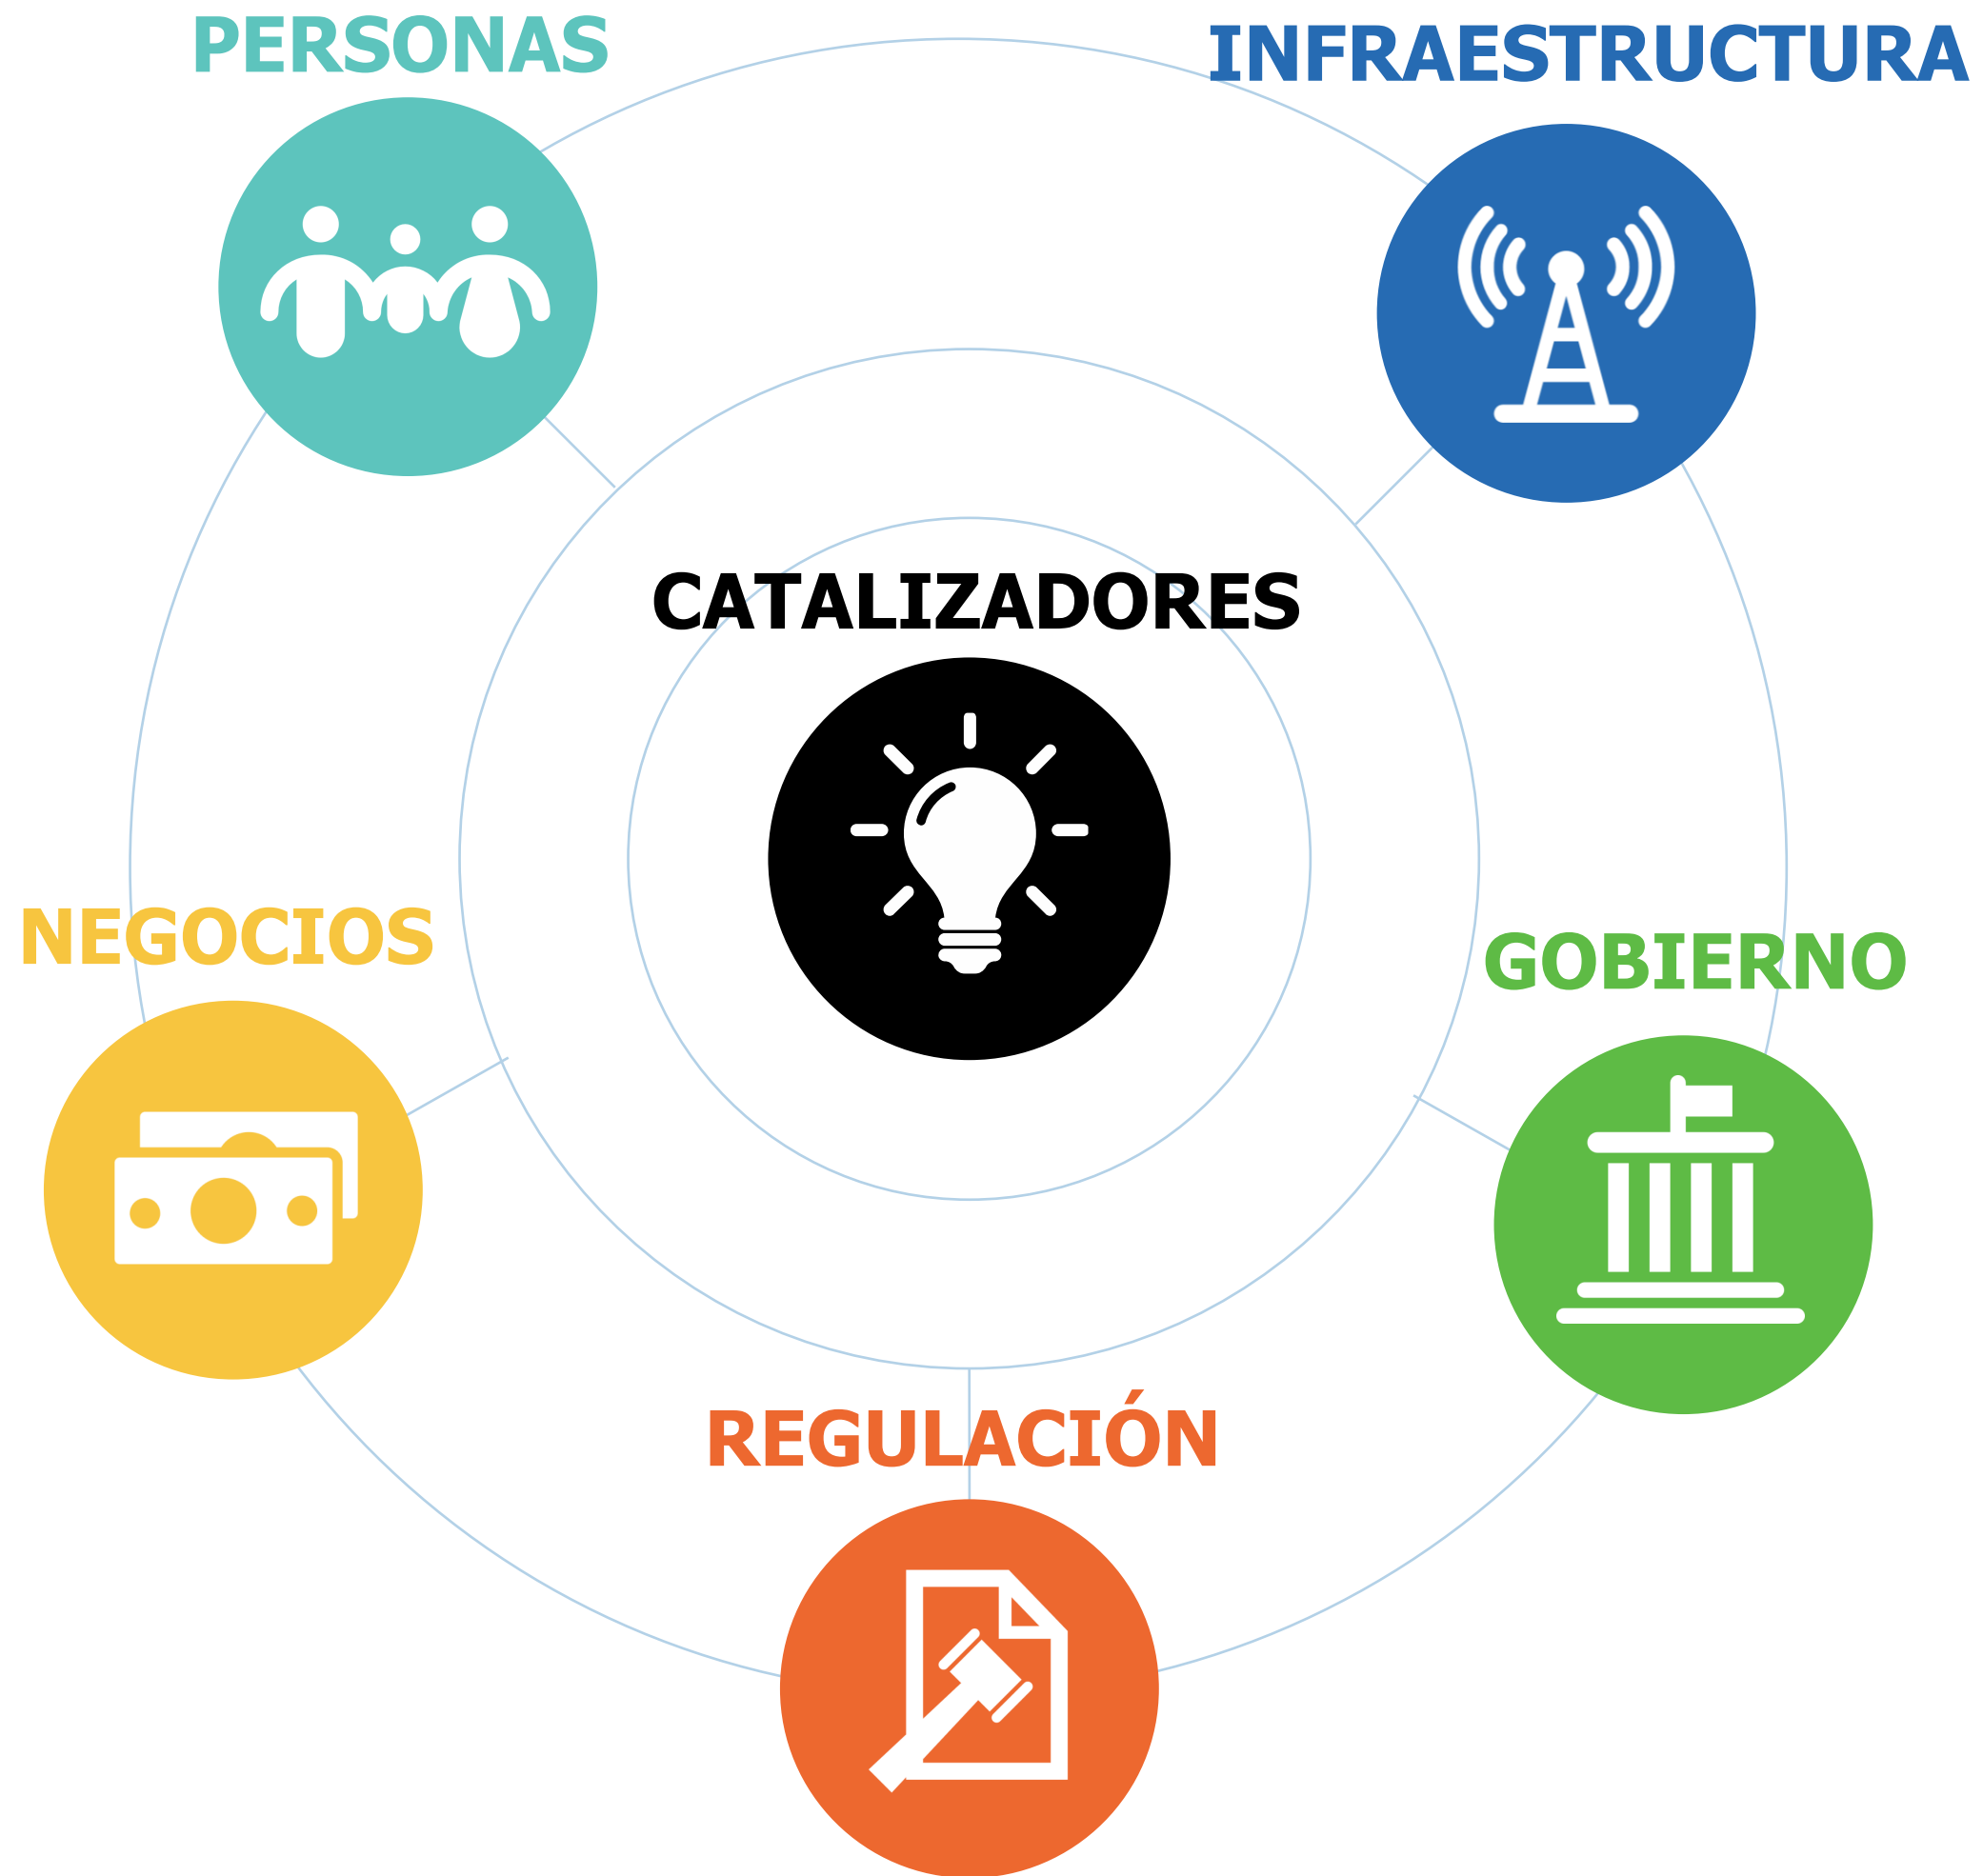 PERSONAS
INFRAESTRUCTURA
CATALIZADORES
NEGOCIOS
GOBIERNO
REGULACIÓN